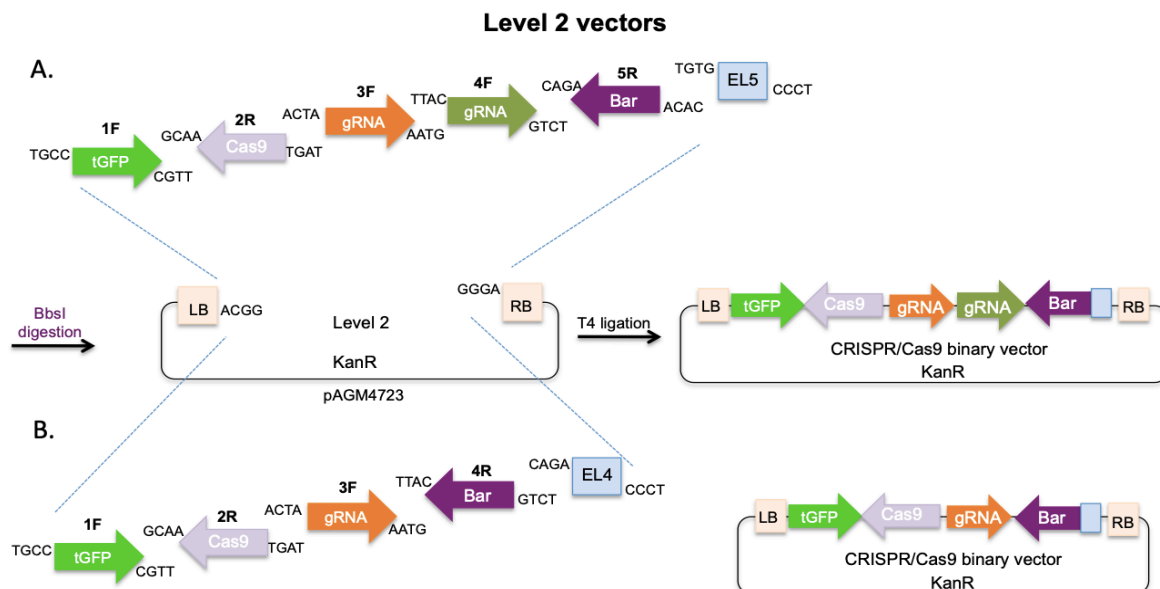 Level 2 vectors
A.
1F
TGCC
tGFP
CGTT
2R
GCAA
Cas9
TGAT
3F
ACTA
gRNA
AATG
4F
TTAC
gRNA
GTCT
5R
CAGA
Bar
ACAC
TGTG
EL5
CCCT
BbsI
digestion
LB
ACGG
Level 2
KanR
GGGA
RB
pAGM4723
T4 ligation
LB
tGFP
Cas9
gRNA
gRNA
Bar
RB
CRISPR/Cas9 binary vector
KanR
B.
1F
TGCC
tGFP
CGTT
2R
GCAA
Cas9
TGAT
3F
ACTA
gRNA
AATG
4R
TTAC
Bar
GTCT
CAGA
EL4
CCCT
LB
tGFP
Cas9
gRNA
Bar
RB
CRISPR/Cas9 binary vector
KanR